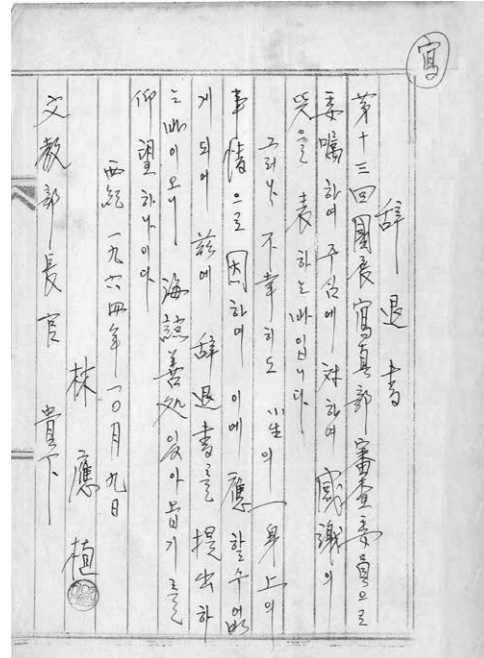 寫
辞退書
第十三回國展寫真部審査委員으로
委囑하여 주심에 対하여 感謝의
뜻을 表하는 바입니다.
그러나 不幸히도 小生의 一身上의
事情으로 因하여 이에 應할 수 없
게 되어 玆에 辞退書를 提出하
는 바이오니 海諒善処 있아옵기를
仰望하나이다.
西紀 一九六四年 一〇月 九日
林應植
文敎部長官 貴下